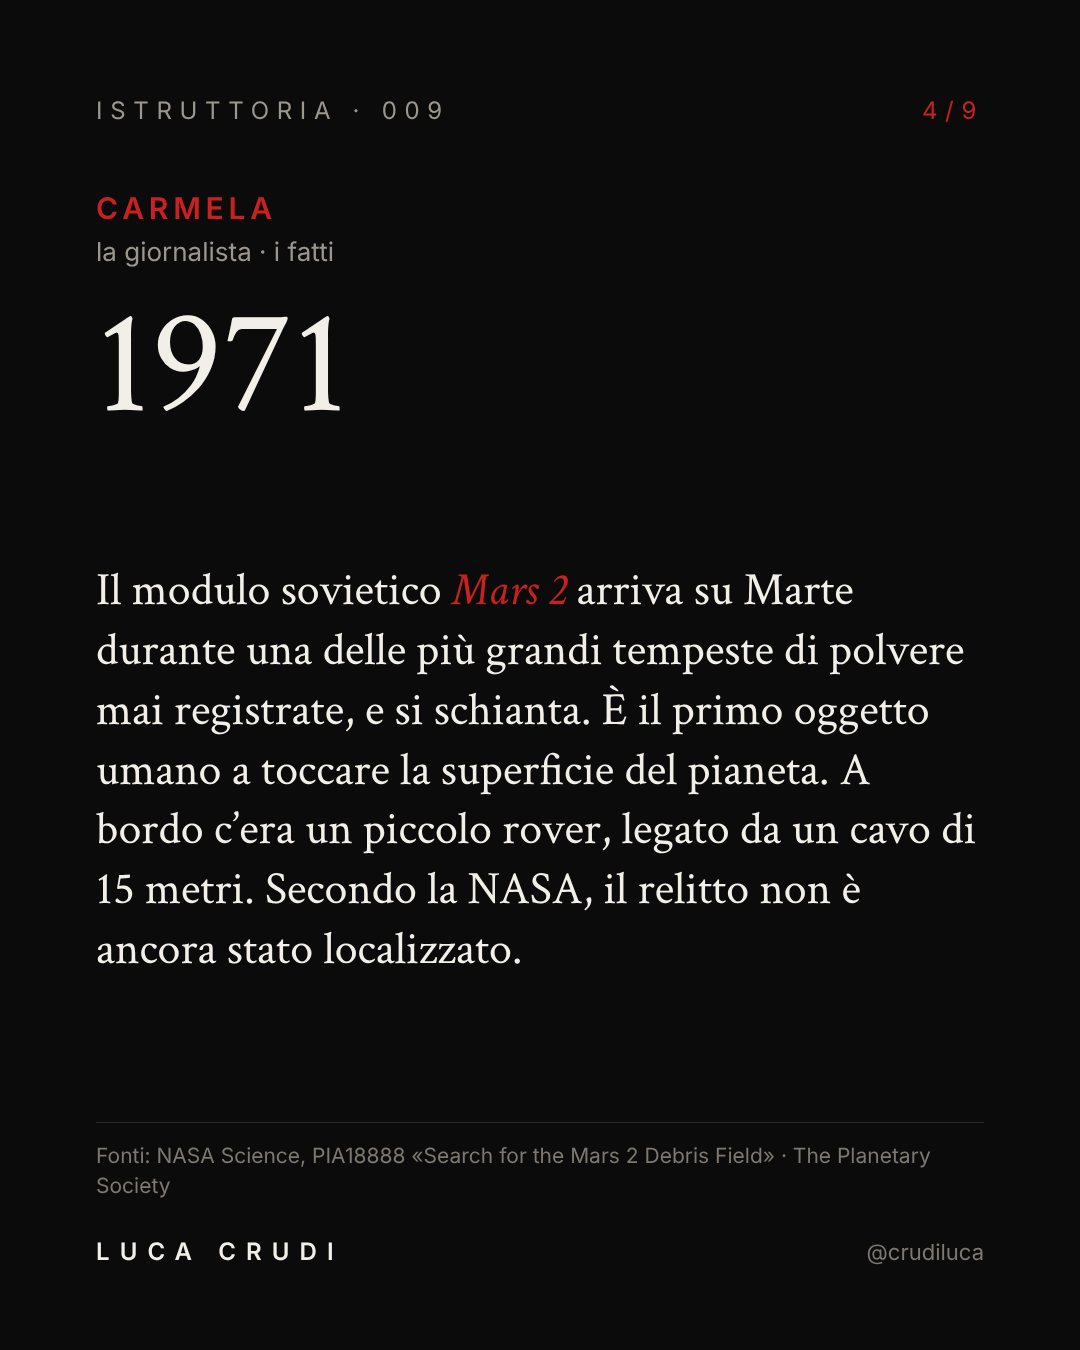 ISTRUTTORIA · 009
4/9
CARMELA
la giornalista · i fatti
1971
Il modulo sovietico Mars 2 arriva su Marte
durante una delle più grandi tempeste di polvere
mai registrate, e si schianta. È il primo oggetto
umano a toccare la superficie del pianeta. A
bordo c’era un piccolo rover, legato da un cavo di
15 metri. Secondo la NASA, il relitto non è
ancora stato localizzato.
Fonti: NASA Science, PIA18888 «Search for the Mars 2 Debris Field» · The Planetary
Society
LUCA CRUDI
@crudiluca